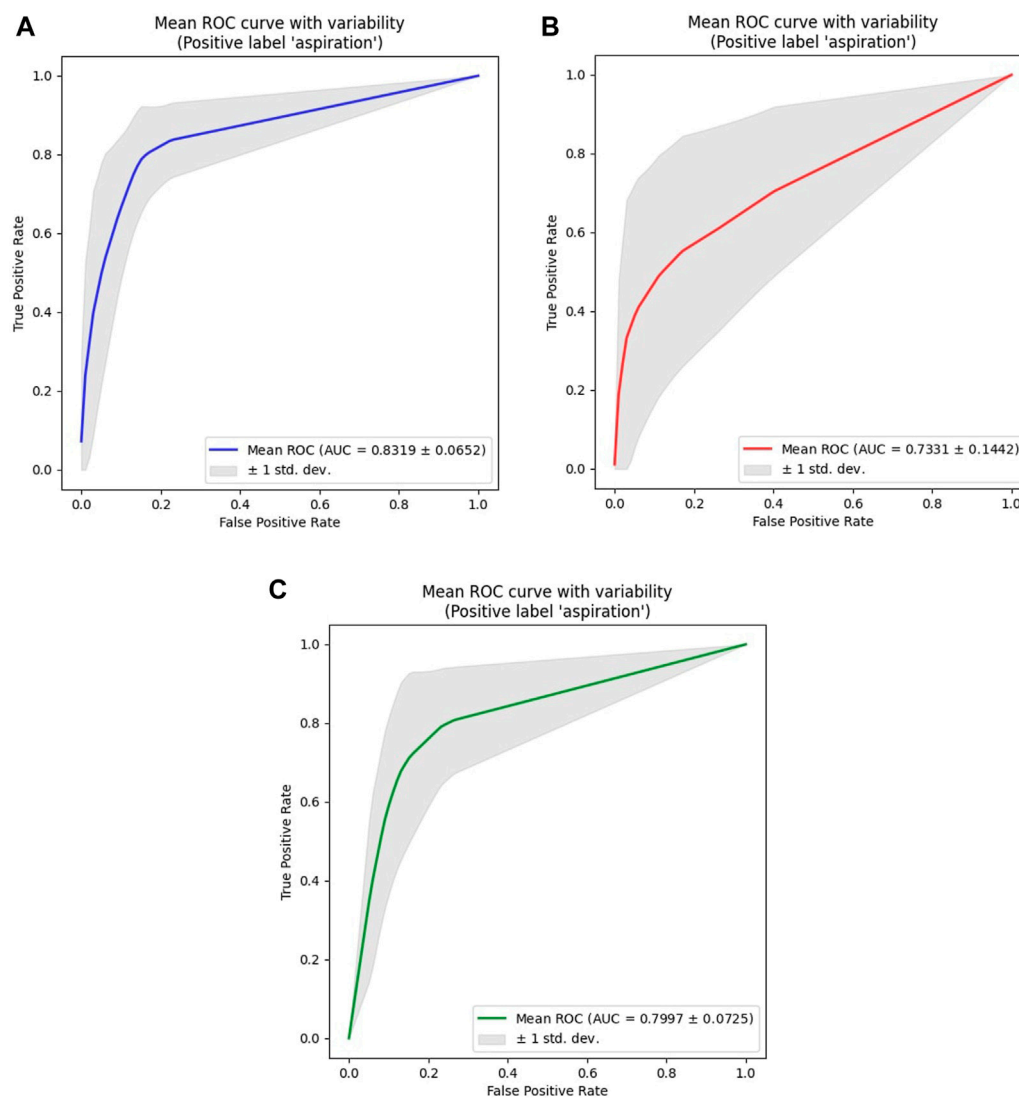 A
Mean ROC curve with variability
(Positive label 'aspiration')
1.0
0.8
0.6
0.4
0.2
0.0
True Positive Rate
Mean ROC (AUC = 0.8319 ± 0.0652)
± 1 std. dev.
0.0 0.2 0.4 0.6 0.8 1.0
False Positive Rate
B
Mean ROC curve with variability
(Positive label 'aspiration')
1.0
0.8
0.6
0.4
0.2
0.0
True Positive Rate
Mean ROC (AUC = 0.7331 ± 0.1442)
± 1 std. dev.
0.0 0.2 0.4 0.6 0.8 1.0
False Positive Rate
C
Mean ROC curve with variability
(Positive label 'aspiration')
1.0
0.8
0.6
0.4
0.2
0.0
True Positive Rate
Mean ROC (AUC = 0.7997 ± 0.0725)
± 1 std. dev.
0.0 0.2 0.4 0.6 0.8 1.0
False Positive Rate